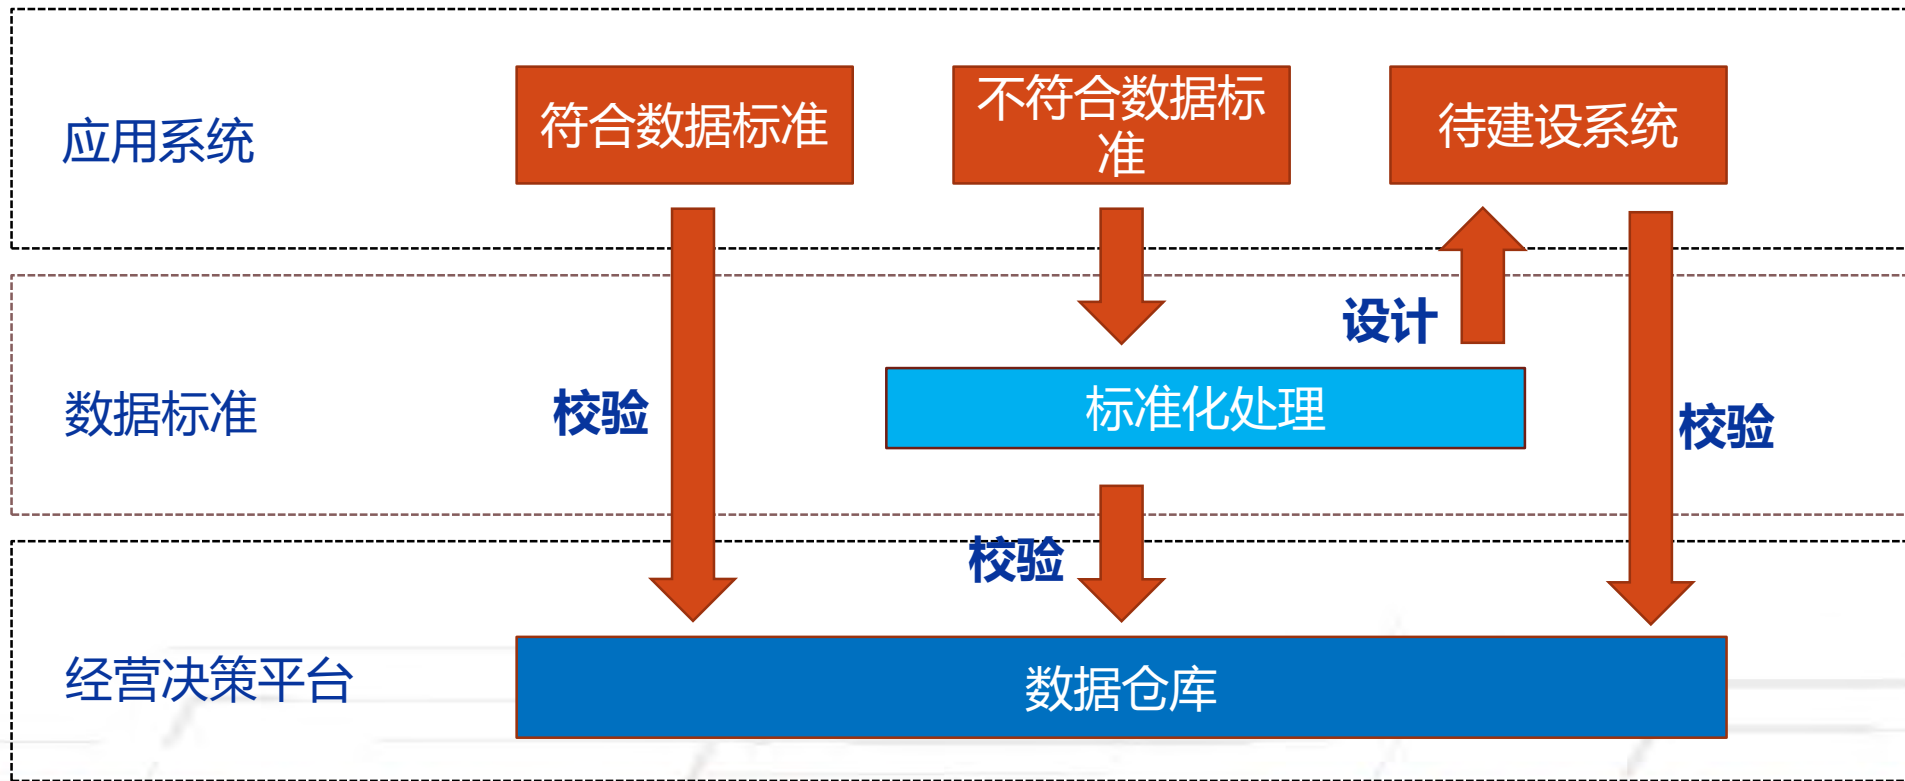 应用系统
符合数据标准
不符合数据标
准
待建设系统
设计
数据标准
校验
标准化处理
校验
校验
经营决策平台
数据仓库